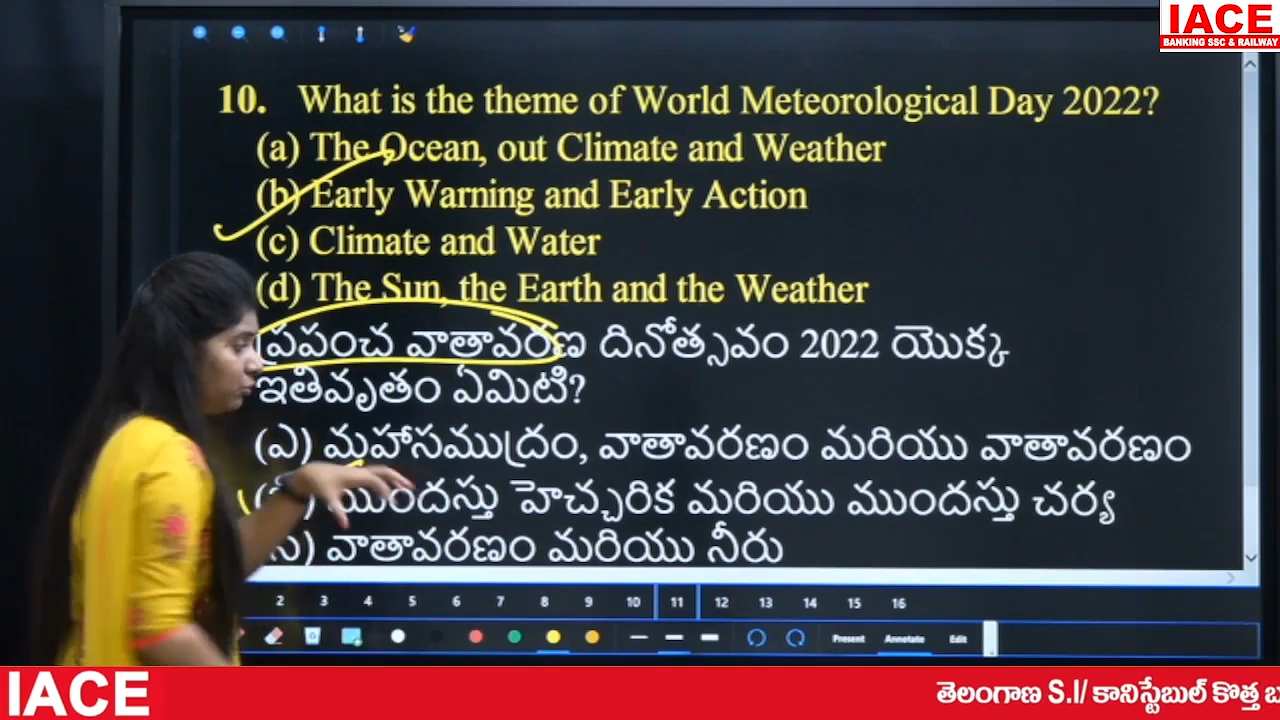 IACE
BANKING SSC & RAILWAY
10. What is the theme of World Meteorological Day 2022?
(a) The Ocean, out Climate and Weather
(b) Early Warning and Early Action
(c) Climate and Water
(d) The Sun, the Earth and the Weather
ప్రపంచ వాతావరణ దినోత్సవం 2022 యొక్క
ఇతివృతం ఏమిటి?
(ఎ) మహాసముద్రం, వాతావరణం మరియు వాతావరణం
ముందస్తు హెచ్చరిక మరియు ముందస్తు చర్య
సి) వాతావరణం మరియు నీరు
2 3 4 5 6 7 8 9 10 11 12 13 14 15 16
Present Annotate Edit
IACE
తెలంగాణ S.I/ కానిస్టేబుల్ కొత్త